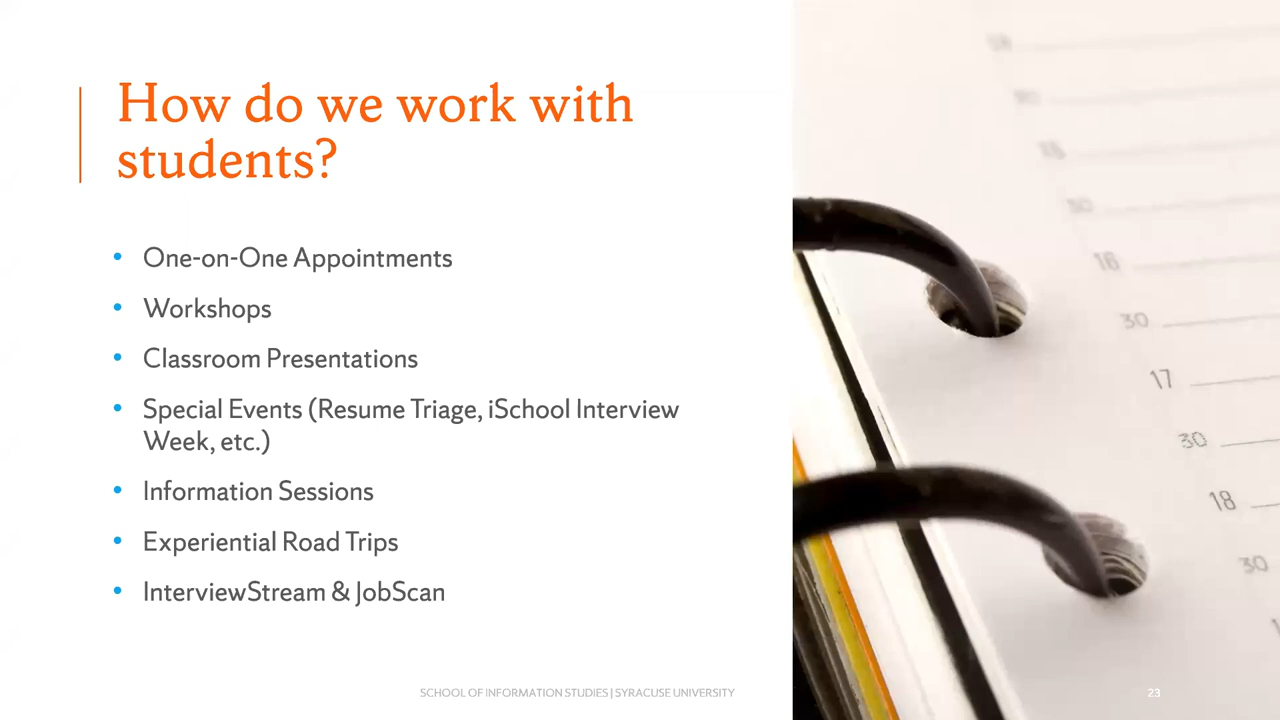 How do we work with
students?
• One-on-One Appointments
• Workshops
• Classroom Presentations
• Special Events (Resume Triage, iSchool Interview
Week, etc.)
• Information Sessions
• Experiential Road Trips
• InterviewStream & JobScan
30
16
30
17
30
18
30
SCHOOL OF INFORMATION STUDIES | SYRACUSE UNIVERSITY
23